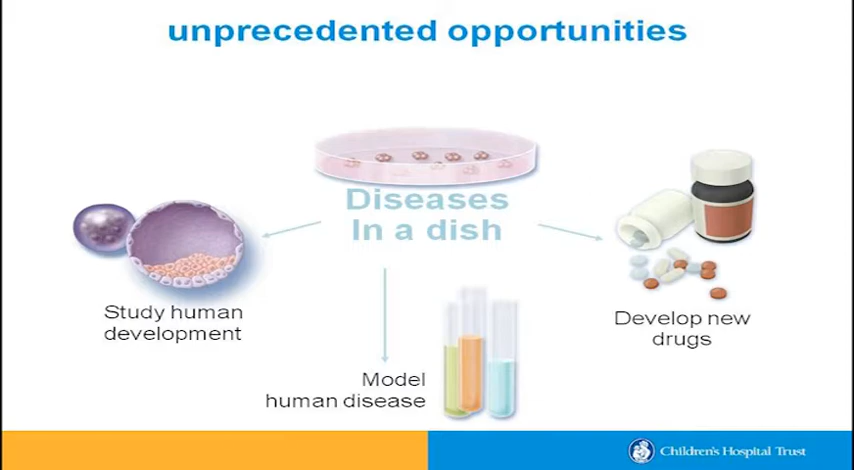 unprecedented opportunities
Diseases
In a dish
Study human
development
Model
human disease
Develop new
drugs
Children's Hospital Trust